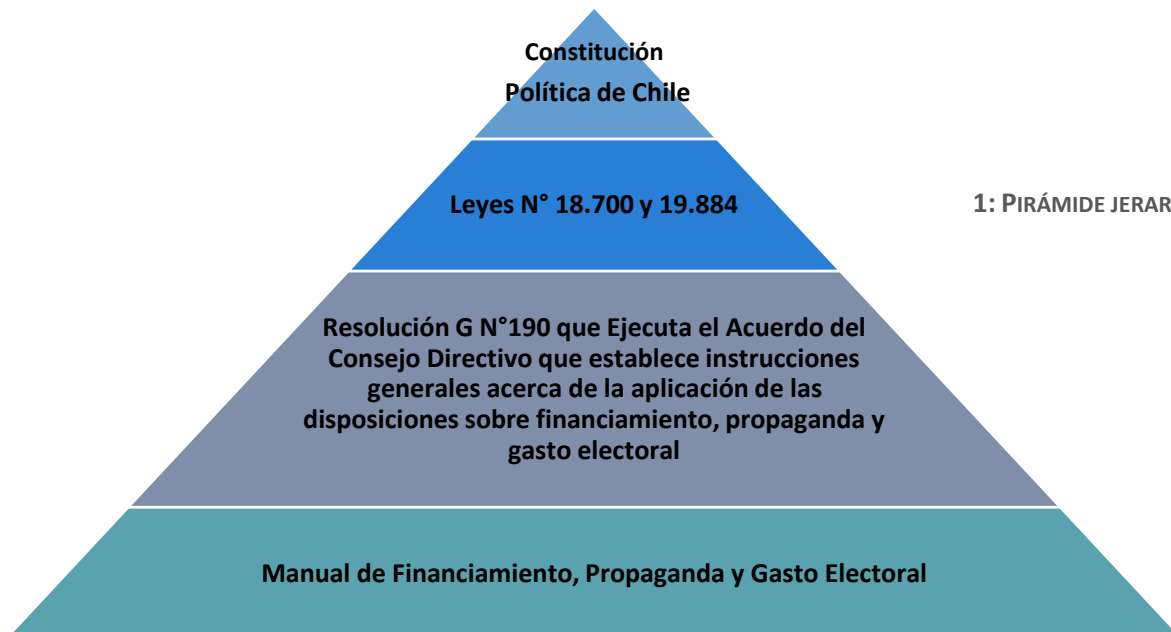 Constitución
Política de Chile
Leyes N° 18.700 y 19.884
1: PIRÁMIDE JERAR
Resolución G N°190 que Ejecuta el Acuerdo del
Consejo Directivo que establece instrucciones
generales acerca de la aplicación de las
disposiciones sobre financiamiento, propaganda y
gasto electoral
Manual de Financiamiento, Propaganda y Gasto Electoral